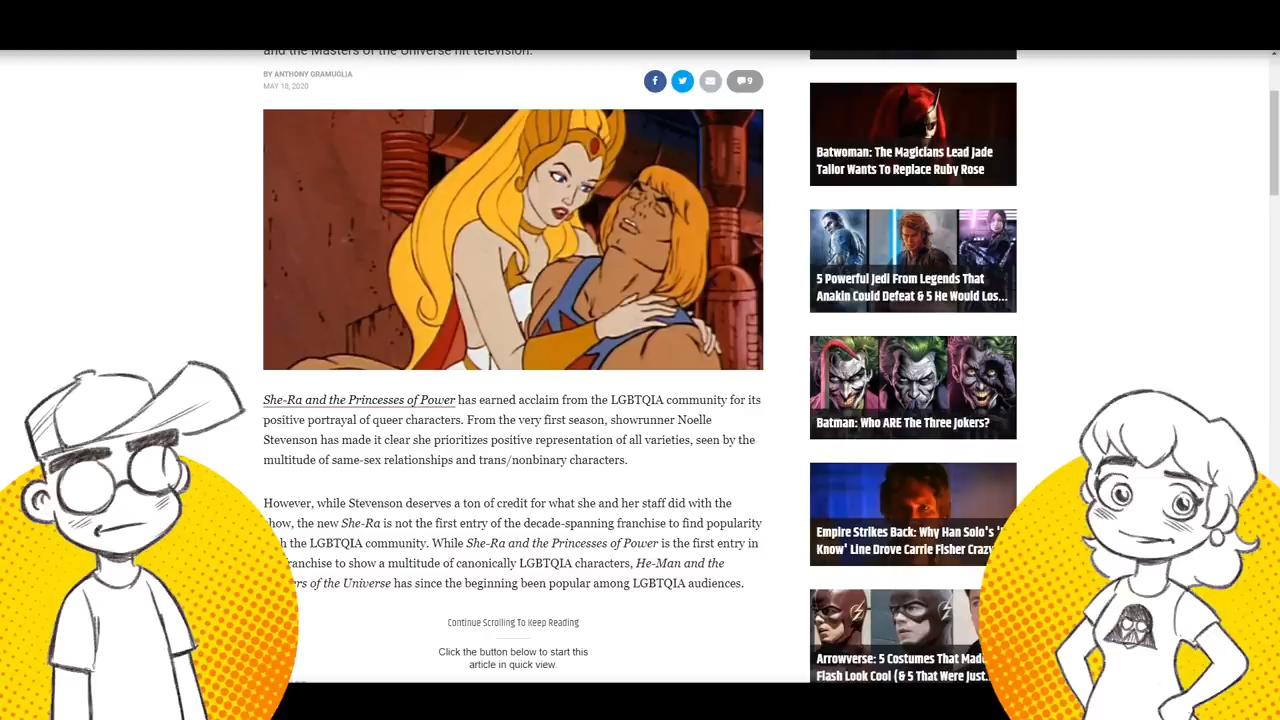 and the Masters of the Universe hit television.
BY ANTHONY GRAMUGLIA
MAY 18, 2020
9
She-Ra and the Princesses of Power has earned acclaim from the LGBTQIA community for its
positive portrayal of queer characters. From the very first season, showrunner Noelle
Stevenson has made it clear she prioritizes positive representation of all varieties, seen by the
multitude of same-sex relationships and trans/nonbinary characters.
However, while Stevenson deserves a ton of credit for what she and her staff did with the
show, the new She-Ra is not the first entry of the decade-spanning franchise to find popularity
the LGBTQIA community. While She-Ra and the Princesses of Power is the first entry in
ranchise to show a multitude of canonically LGBTQIA characters, He-Man and the
rs of the Universe has since the beginning been popular among LGBTQIA audiences.
Continue Scrolling To Keep Reading
Click the button below to start this
article in quick view.
Batwoman: The Magicians Lead Jade
Tailor Wants To Replace Ruby Rose
5 Powerful Jedi From Legends That
Anakin Could Defeat & 5 He Would Los...
Batman: Who ARE The Three Jokers?
Empire Strikes Back: Why Han Solo's 'I
Know' Line Drove Carrie Fisher Crazy
Arrowverse: 5 Costumes That Made
Flash Look Cool (& 5 That Were Just...